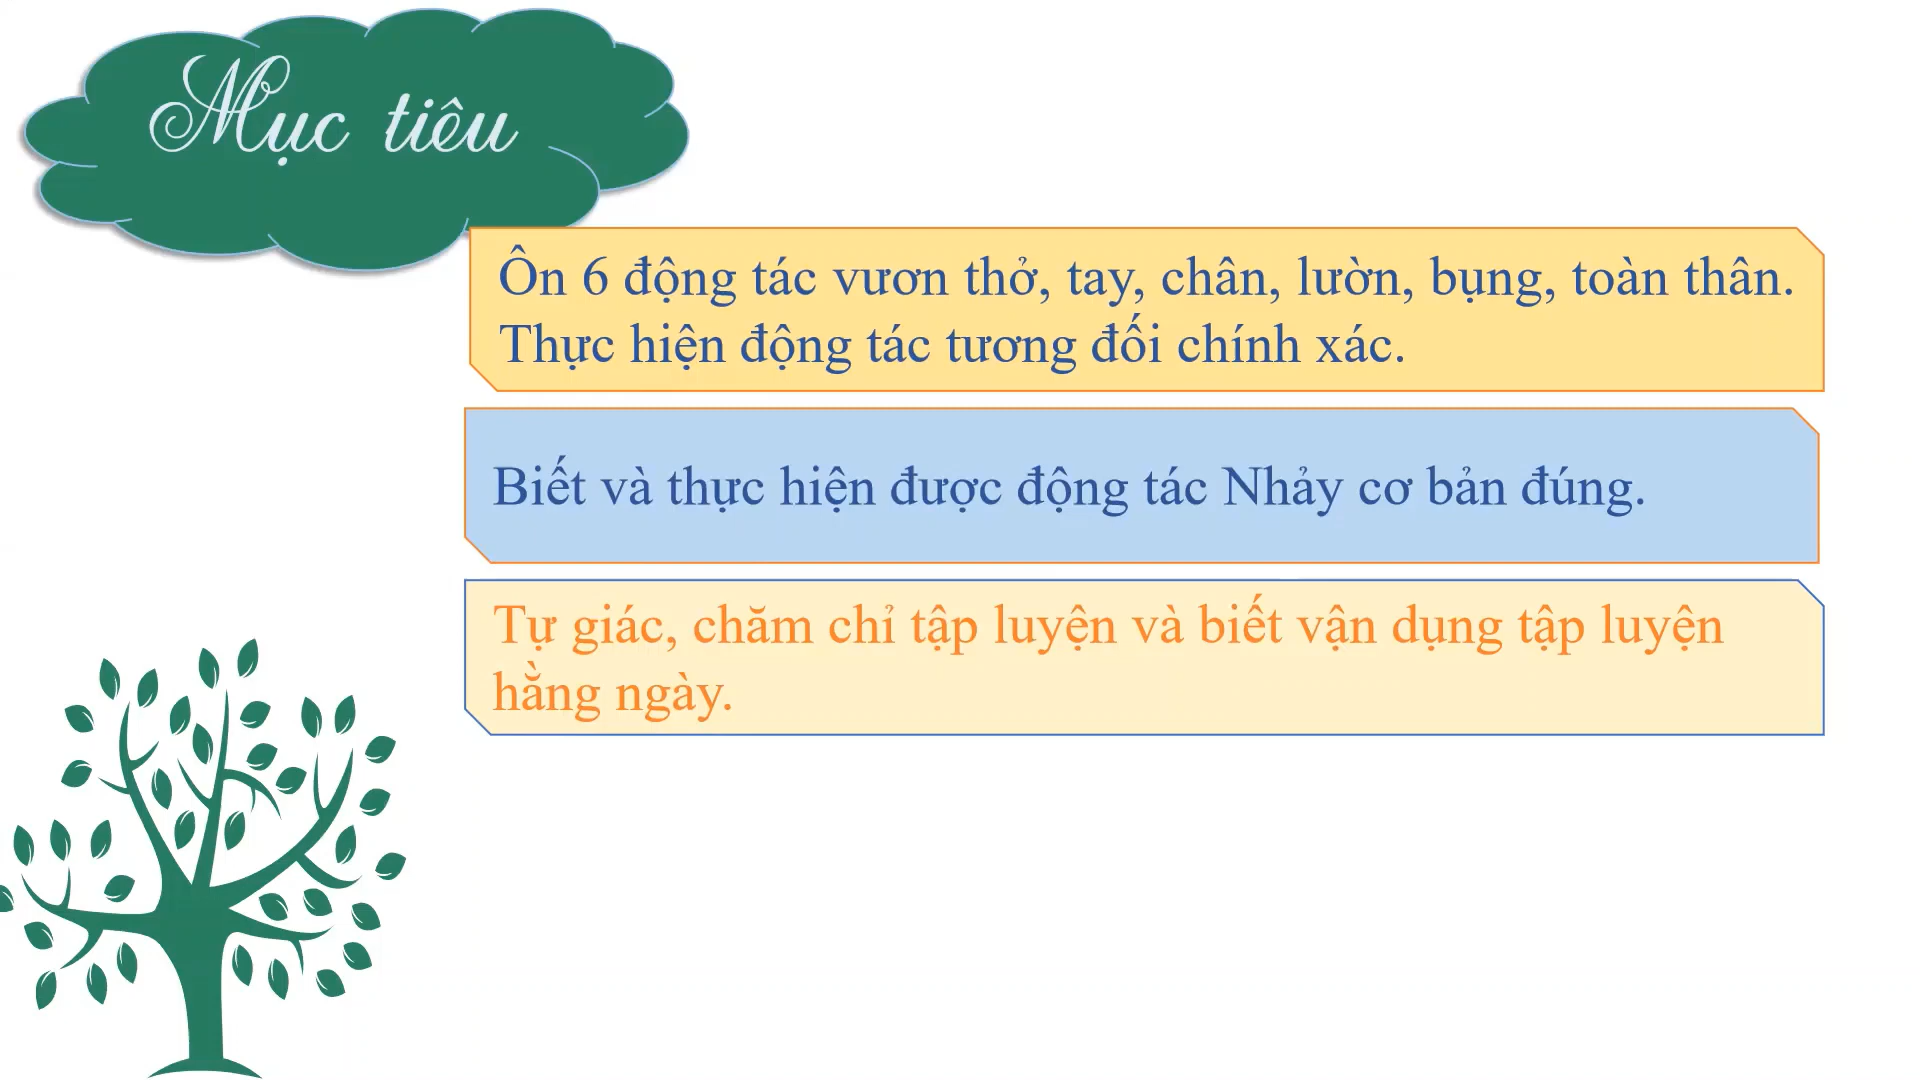 Mục tiêu
Ôn 6 động tác vươn thở, tay, chân, lườn, bụng, toàn thân.
Thực hiện động tác tương đối chính xác.
Biết và thực hiện được động tác Nhảy cơ bản đúng.
Tự giác, chăm chỉ tập luyện và biết vận dụng tập luyện
hằng ngày.